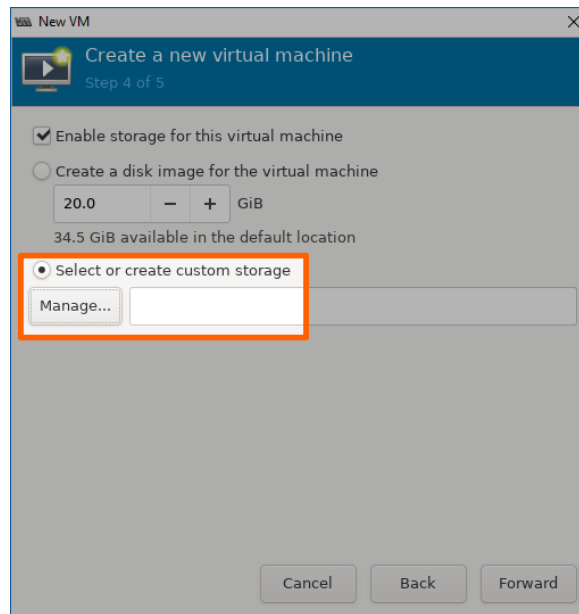 New VM
Create a new virtual machine
Step 4 of 5
Enable storage for this virtual machine
Create a disk image for the virtual machine
20.0 − + GiB
34.5 GiB available in the default location
Select or create custom storage
Manage...
Cancel Back Forward